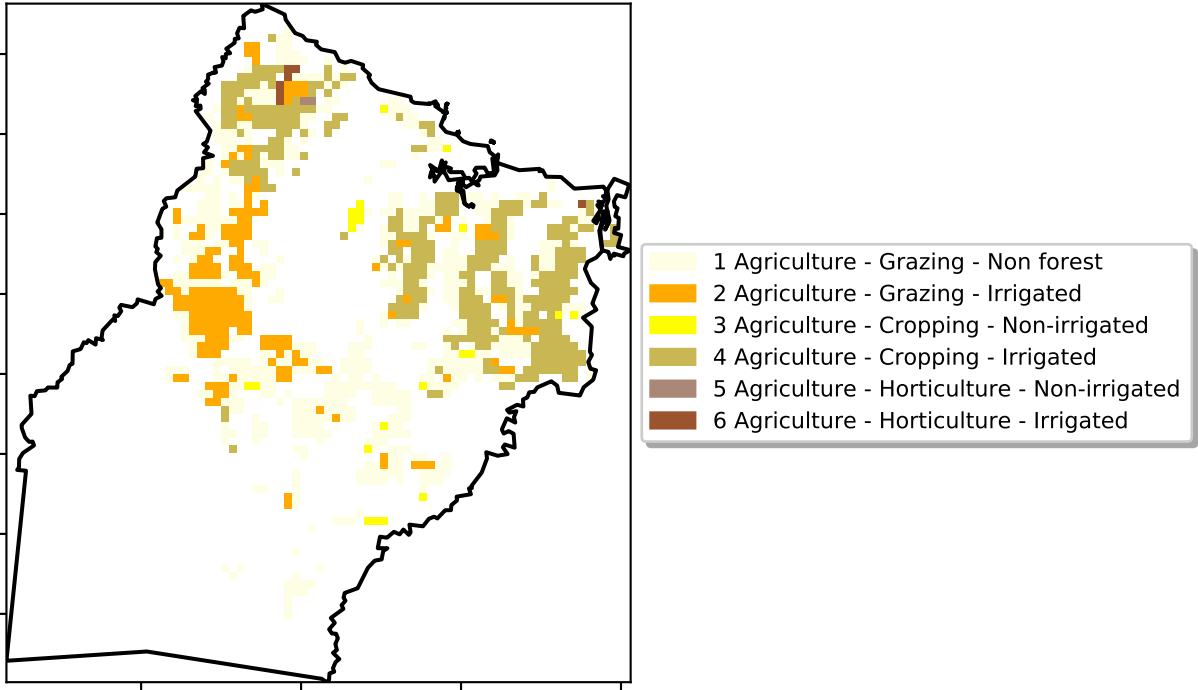 1 Agriculture - Grazing - Non forest
2 Agriculture - Grazing - Irrigated
3 Agriculture - Cropping - Non-irrigated
4 Agriculture - Cropping - Irrigated
5 Agriculture - Horticulture - Non-irrigated
6 Agriculture - Horticulture - Irrigated